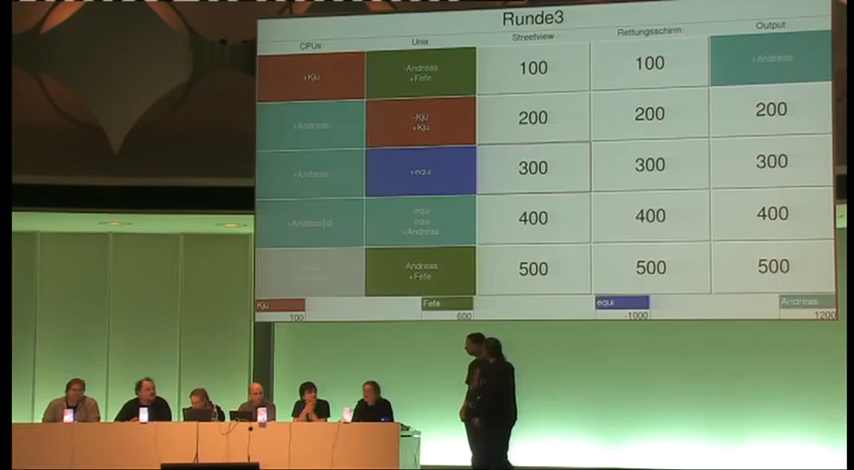 Runde3
CPUs Unix Streetview Rettungsschirm Output
+Kju
-Andreas
+Fefe
100
100
+Andreas
+Andreas
-Kju
+Kju
200
200
200
+Andreas
+equi
300
300
300
+Andreas(d)
equi
equi
+Andreas
400
400
400
-Andreas
+Fefe
500
500
500
Kju
100
Fefe
600
equi
-1000
Andreas
1200